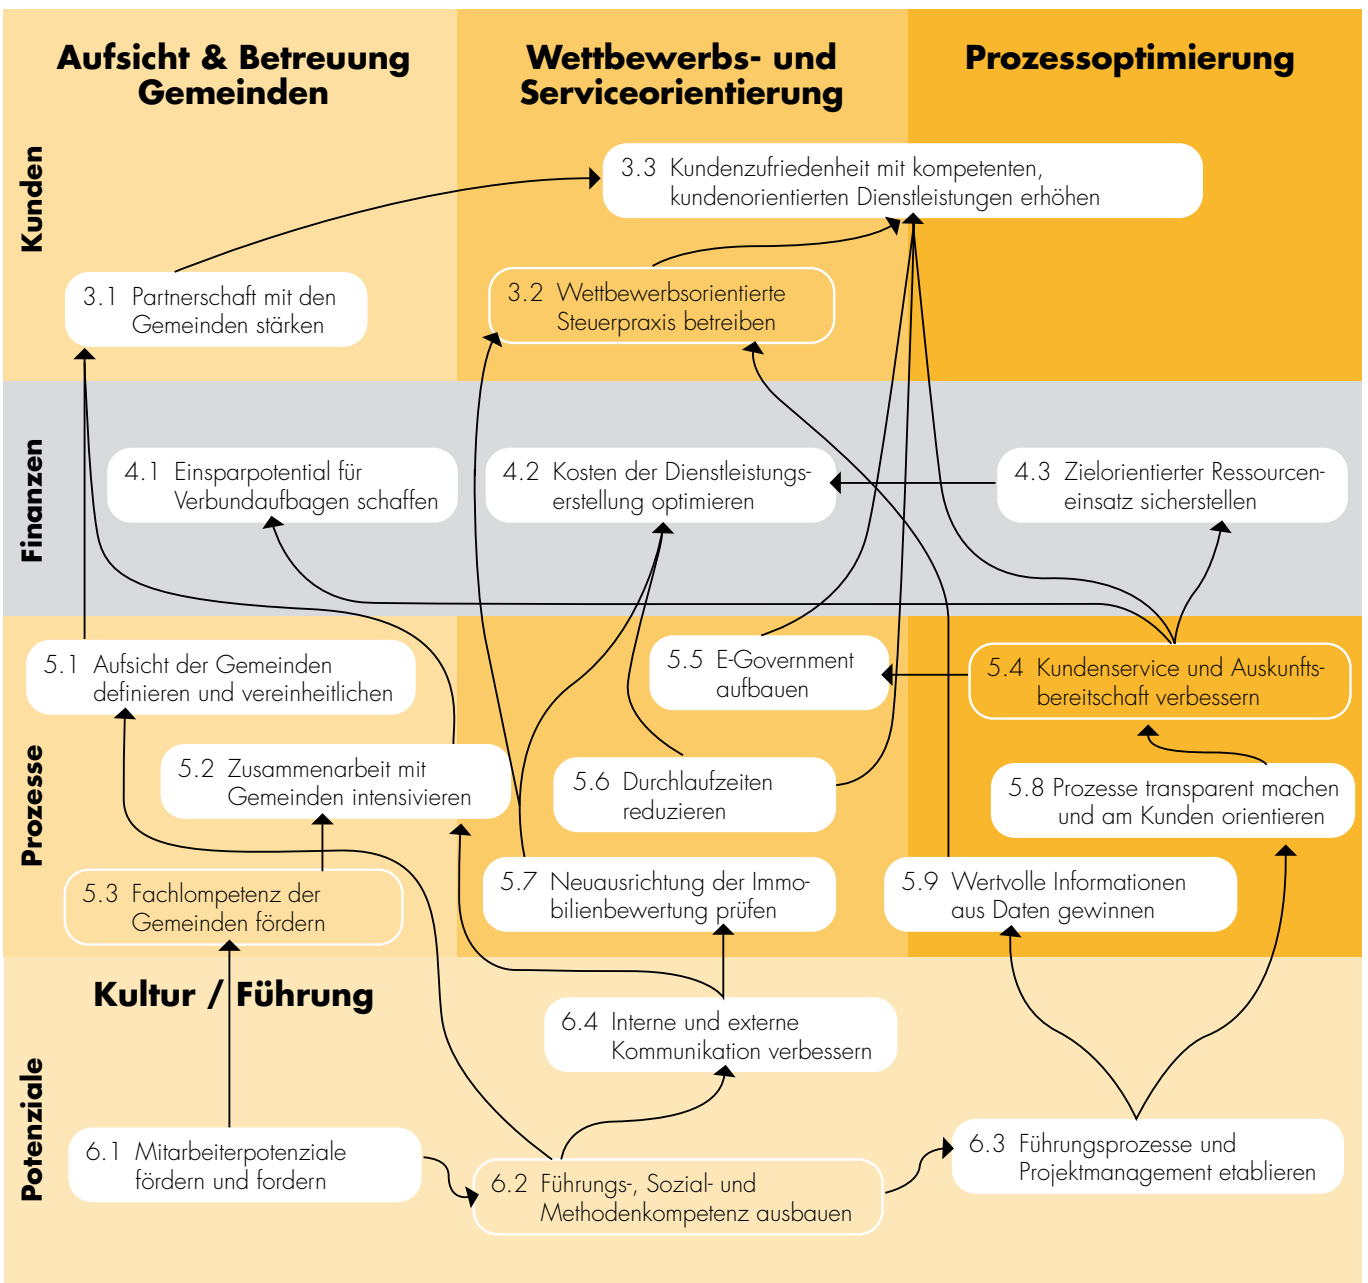 Aufsicht & Betreuung
Gemeinden
Wettbewerbs- und
Serviceorientierung
Prozessoptimierung
Kunden
3.3 Kundenzufriedenheit mit kompetenten,
kundenorientierten Dienstleistungen erhöhen
3.1 Partnerschaft mit den
Gemeinden stärken
3.2 Wettbewerbsorientierte
Steuerpraxis betreiben
Finanzen
4.1 Einsparpotential für
Verbundaufbagen schaffen
4.2 Kosten der Dienstleistungs-
erstellung optimieren
4.3 Zielorientierter Ressourcen-
einsatz sicherstellen
Prozesse
5.1 Aufsicht der Gemeinden
definieren und vereinheitlichen
5.5 E-Government
aufbauen
5.4 Kundenservice und Auskunfts-
bereitschaft verbessern
5.2 Zusammenarbeit mit
Gemeinden intensivieren
5.6 Durchlaufzeiten
reduzieren
5.8 Prozesse transparent machen
und am Kunden orientieren
5.3 Fachlompetenz der
Gemeinden fördern
5.7 Neuausrichtung der Immo-
bilienbewertung prüfen
5.9 Wertvolle Informationen
aus Daten gewinnen
Kultur / Führung
Potenziale
6.4 Interne und externe
Kommunikation verbessern
6.1 Mitarbeiterpotenziale
fördern und fordern
6.2 Führungs-, Sozial- und
Methodenkompetenz ausbauen
6.3 Führungsprozesse und
Projektmanagement etablieren